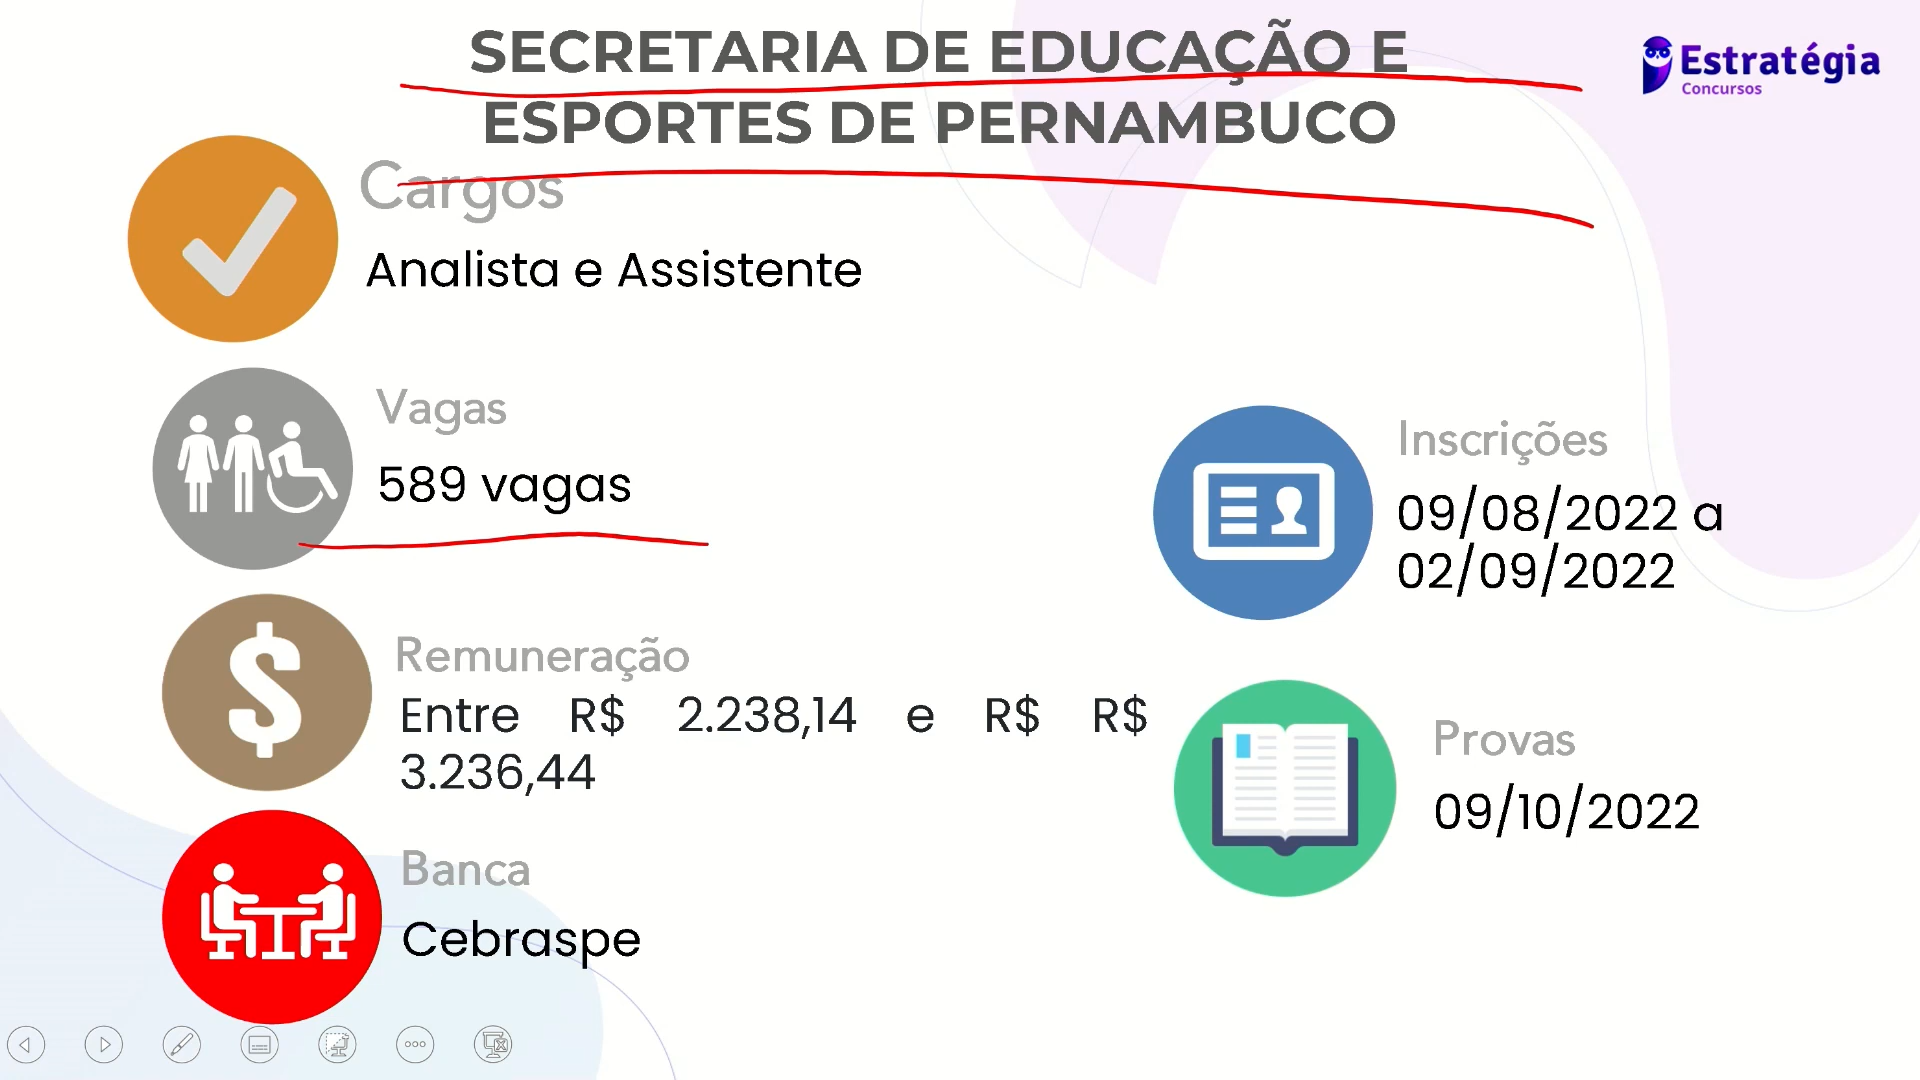 SECRETARIA DE EDUCAÇÃO E
ESPORTES DE PERNAMBUCO
Estratégia
Concursos
Cargos
Analista e Assistente
Vagas
589 vagas
Remuneração
Entre R$ 2.238,14 e R$ R$
3.236,44
Banca
Cebraspe
Inscrições
09/08/2022 a
02/09/2022
Provas
09/10/2022